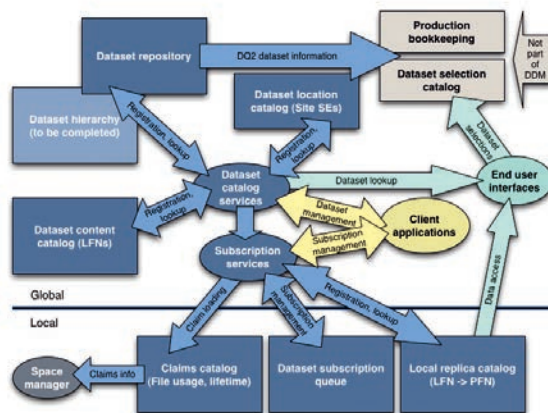 Dataset repository
DQ2 dataset information
Production
bookkeeping
Dataset selection
catalog
Not
part
of
DDM
Dataset hierarchy
(to be completed)
Registration, lookup
Dataset location
catalog (Site SEs)
Registration,
lookup
Dataset
selections
Dataset
catalog
services
Dataset lookup
End user
interfaces
Registration,
lookup
Dataset content
catalog (LFNs)
Dataset
management
Client
applications
Subscription
management
Subscription
services
Global
Local
Claim loading
Subscription
management
Registration, lookup
Data access
Space
manager
Claims info
Claims catalog
(File usage, lifetime)
Dataset subscription
queue
Local replica catalog
(LFN -> PFN)